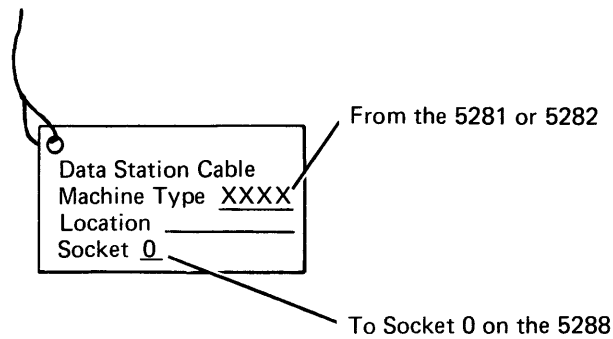 From the 5281 or 5282
Data Station Cable
Machine Type XXXX
Location
Socket 0
To Socket 0 on the 5288